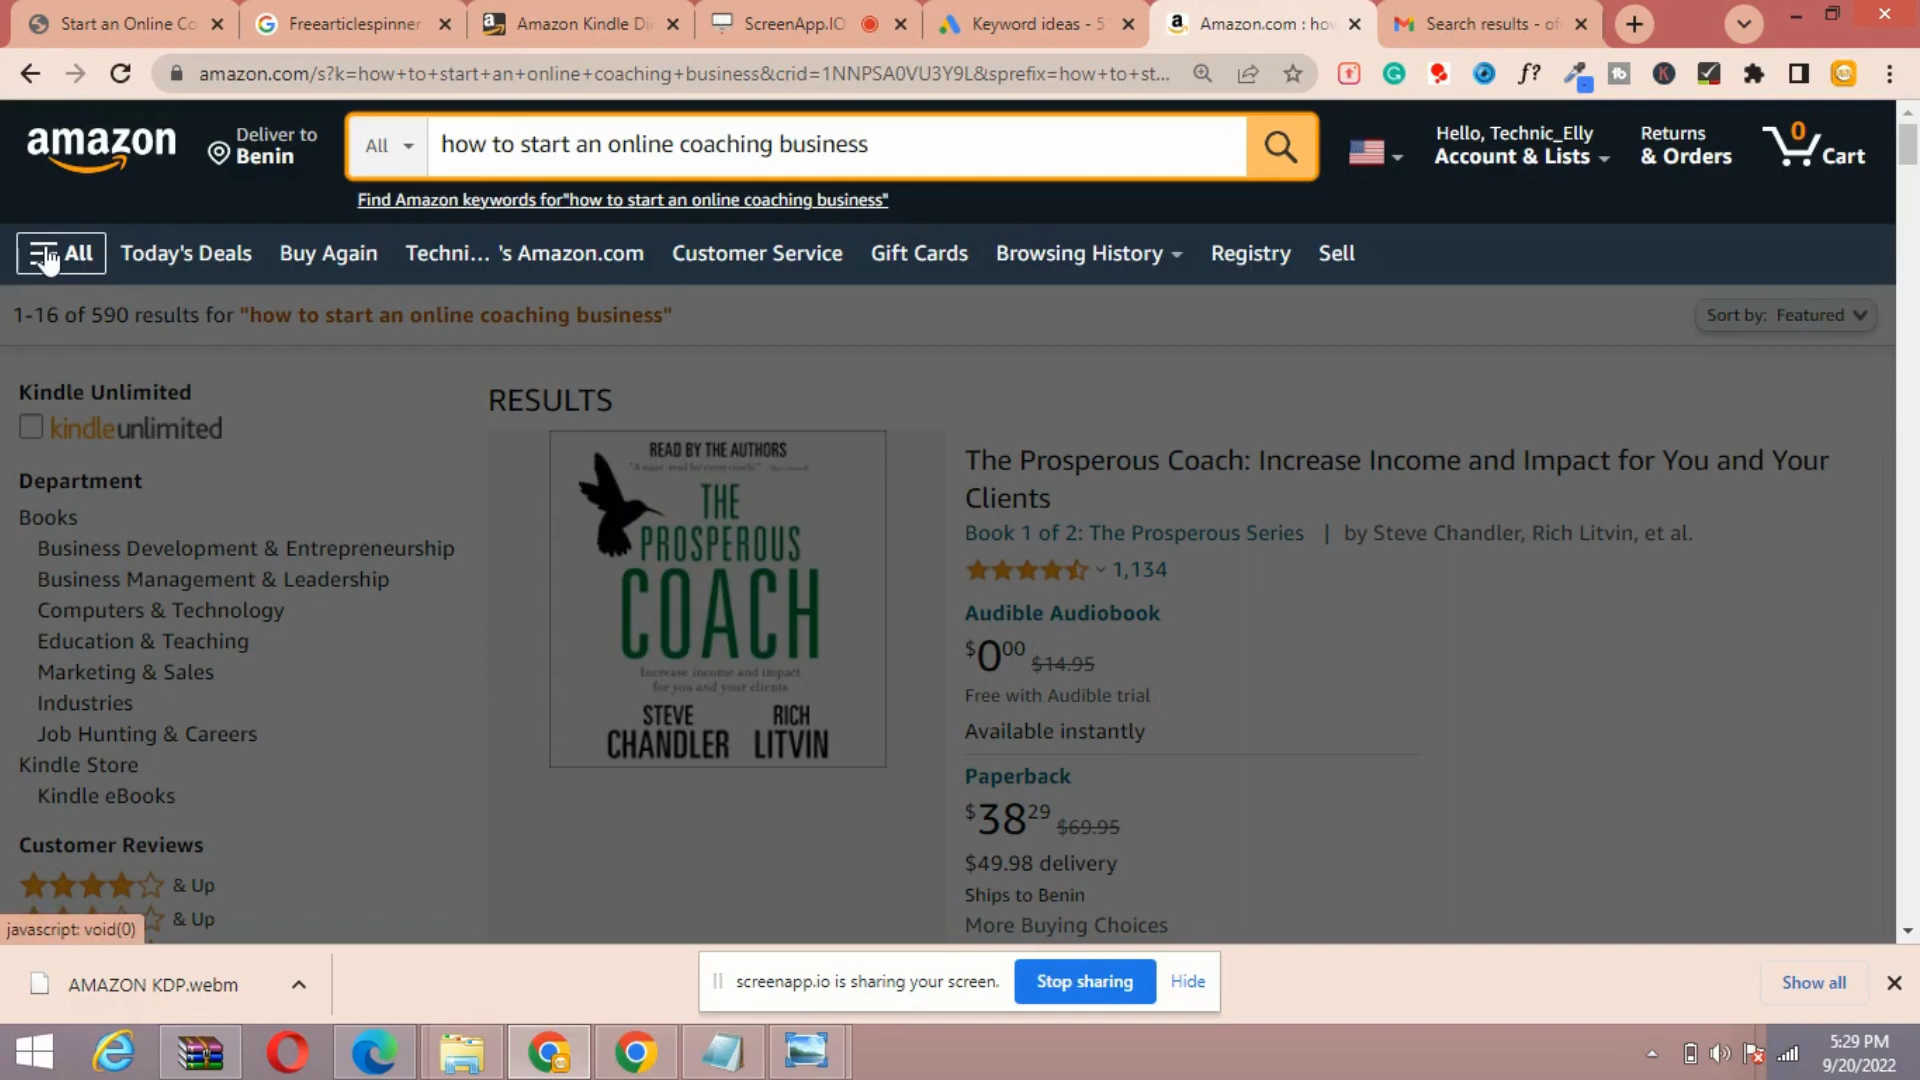 Start an Online Co
Freearticlespinner
Amazon Kindle Di
ScreenApp.IO
Keyword ideas - 5
Amazon.com : ho
Search results - of
amazon.com/s?k=how+to+start+an+online+coaching+business&crid=1NNPSA0VU3Y9L&sprefix=how+to+st...
amazon
Deliver to
Benin
All
how to start an online coaching business
Hello, Technic_Elly
Account & Lists
Returns
& Orders
0
Cart
Find Amazon keywords for"how to start an online coaching business"
All
Today's Deals
Buy Again
Techni... 's Amazon.com
Customer Service
Gift Cards
Browsing History
Registry
Sell
1-16 of 590 results for "how to start an online coaching business"
Sort by: Featured
Kindle Unlimited
kindleunlimited
Department
Books
Business Development & Entrepreneurship
Business Management & Leadership
Computers & Technology
Education & Teaching
Marketing & Sales
Industries
Job Hunting & Careers
Kindle Store
Kindle eBooks
Customer Reviews
& Up
& Up
javascript: void(0)
RESULTS
READ BY THE AUTHORS
THE
PROSPEROUS
COACH
Increase income and impact
for you and your clients
STEVE
CHANDLER
RICH
LITVIN
The Prosperous Coach: Increase Income and Impact for You and Your
Clients
Book 1 of 2: The Prosperous Series | by Steve Chandler, Rich Litvin, et al.
1,134
Audible Audiobook
$0.00 $14.95
Free with Audible trial
Available instantly
Paperback
$38.29 $69.95
$49.98 delivery
Ships to Benin
More Buying Choices
AMAZON KDP.webm
screenapp.io is sharing your screen.
Stop sharing
Hide
Show all
5:29 PM
9/20/2022